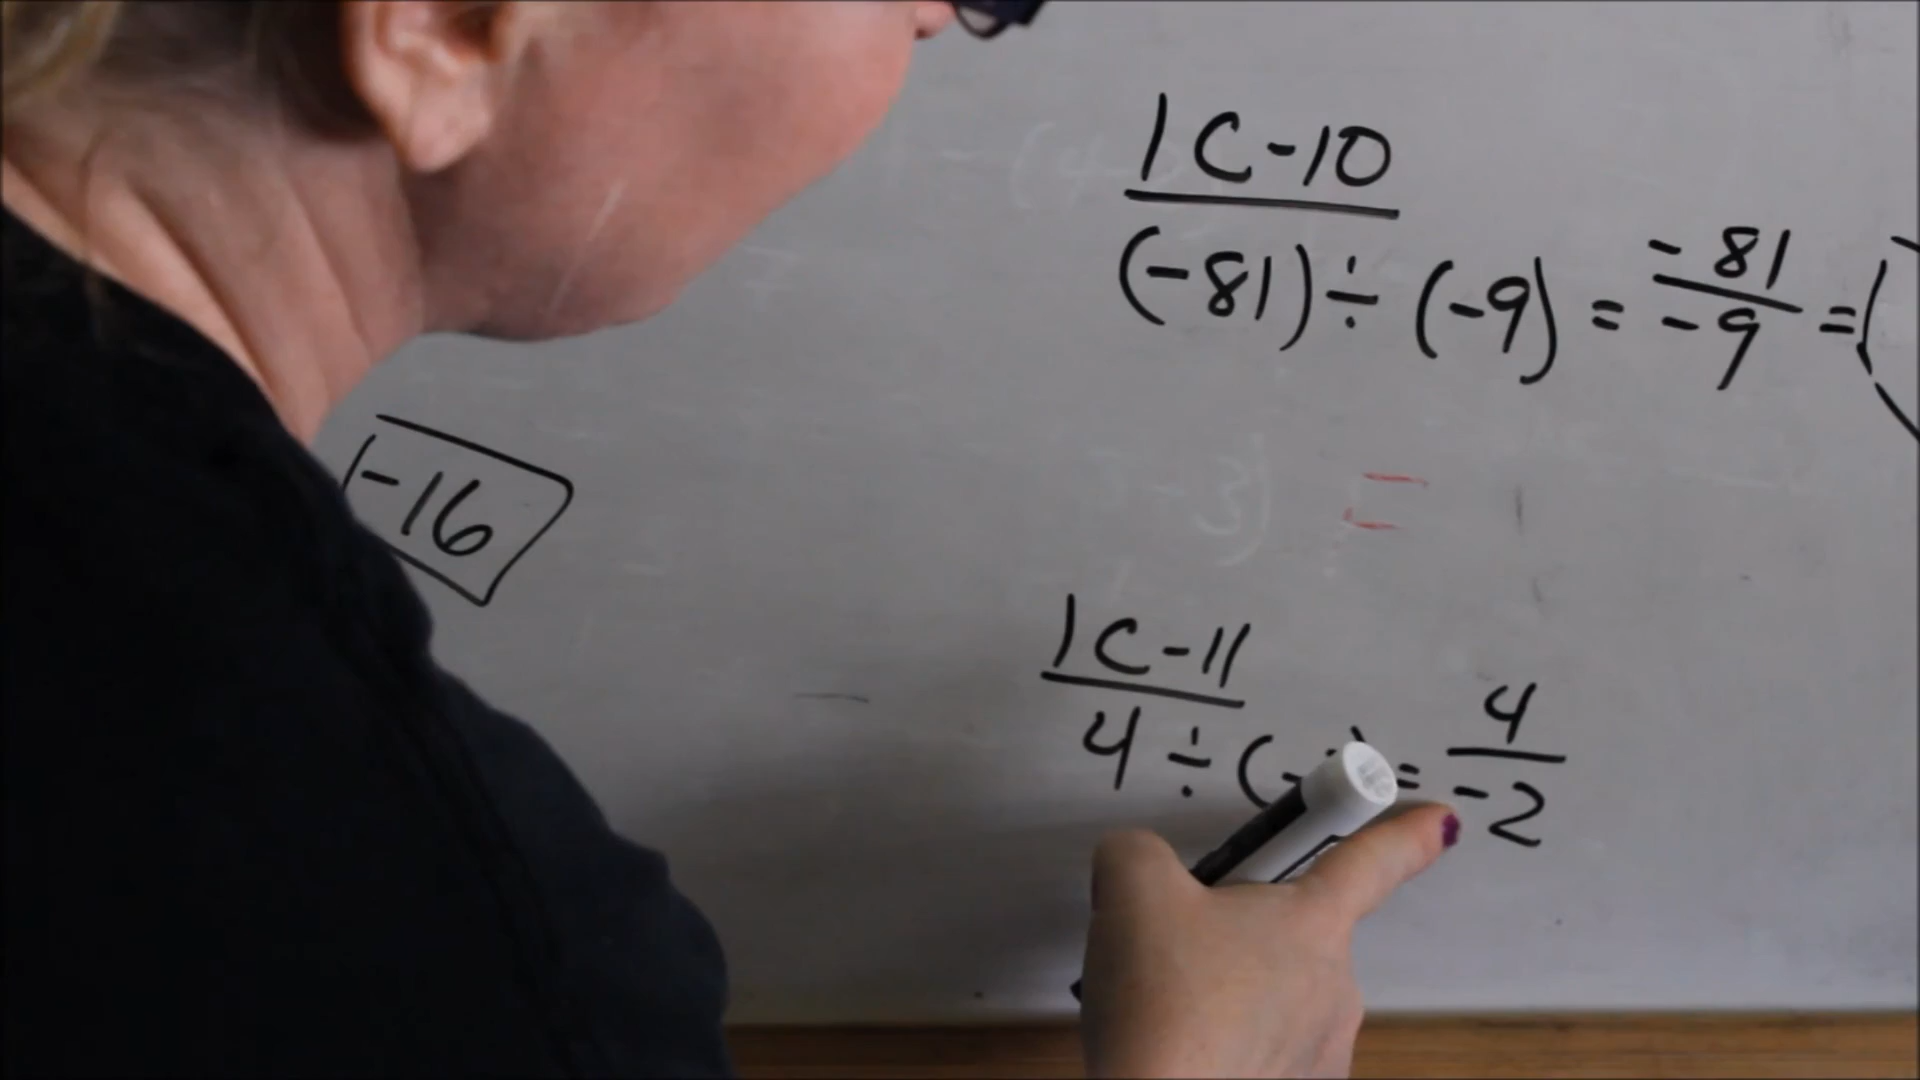 1C-10
(-81) ÷ (-9) = -81/-9 = (
-16
=
1C-11
4 ÷ (- = 4/-2